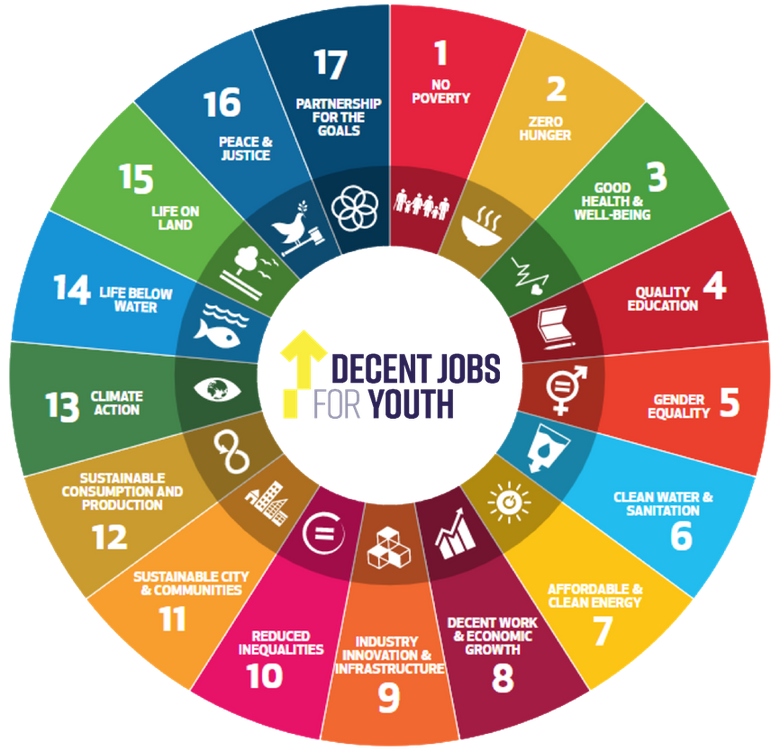 1
NO
POVERTY
2
ZERO
HUNGER
3
GOOD
HEALTH &
WELL-BEING
4
QUALITY
EDUCATION
5
GENDER
EQUALITY
CLEAN WATER &
SANITATION
6
AFFORDABLE &
CLEAN ENERGY
7
DECENT WORK
& ECONOMIC
GROWTH
8
INDUSTRY
INNOVATION &
INFRASTRUCTURE
9
REDUCED
INEQUALITIES
10
SUSTAINABLE CITY
& COMMUNITIES
11
SUSTAINABLE
CONSUMPTION AND
PRODUCTION
12
13
CLIMATE
ACTION
14
LIFE BELOW
WATER
15
LIFE ON
LAND
16
PEACE &
JUSTICE
17
PARTNERSHIP
FOR THE
GOALS
DECENT JOBS
FOR YOUTH